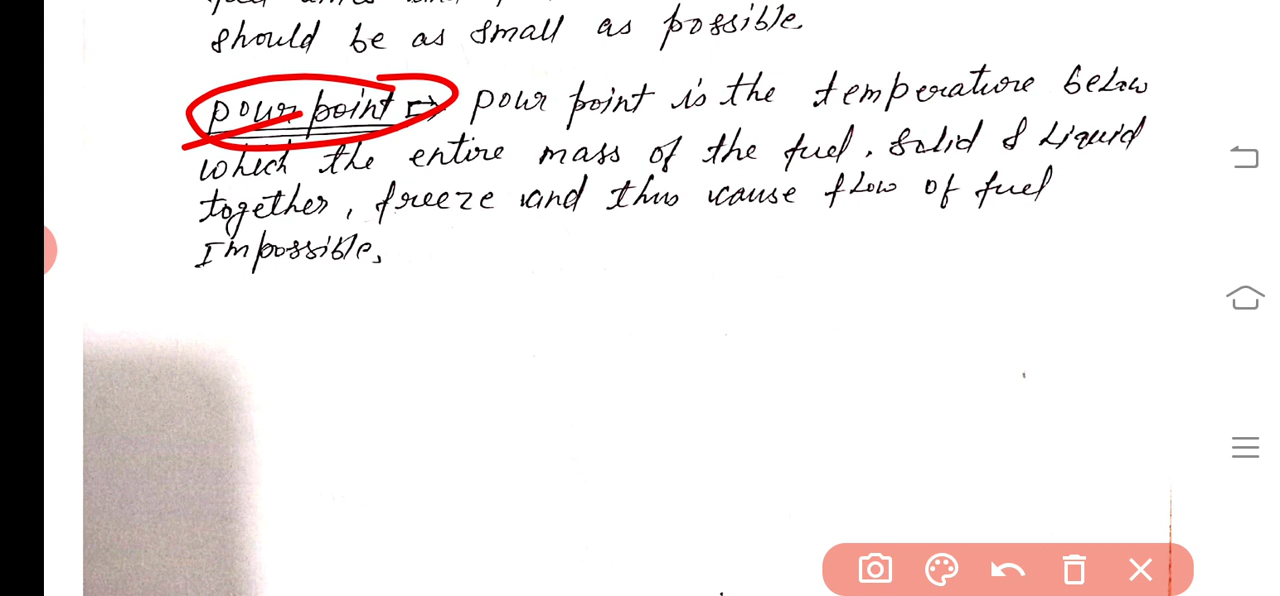 should be as small as possible.
pour point ⇒ pour point is the temperature below
which the entire mass of the fuel, solid & Liquid
together, freeze and thus cause flow of fuel
Impossible.